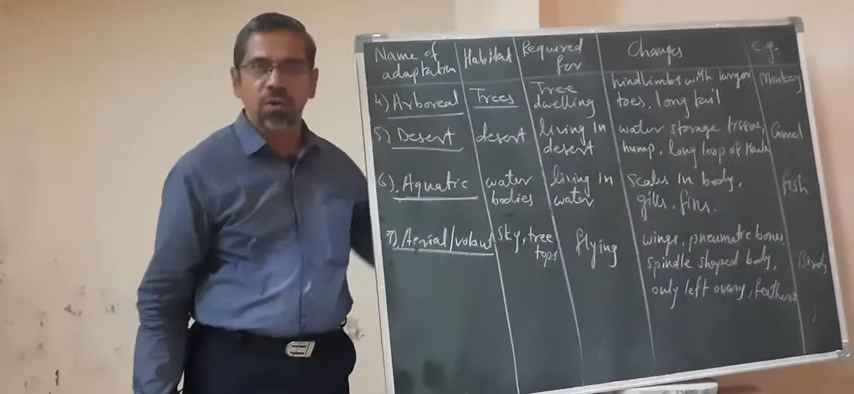 Name of adaptation Habitat Required for Changes e.g.
4) Arboreal Trees Tree dwelling hindlimbs with larger toes, long tail Monkey
5) Desert desert living in desert water storage tissue, hump, long loop of Henle Camel
6) Aquatic water bodies living in water scales in body, gills, fins. fish
7) Aerial/volant sky, tree tops flying wings, pneumatic bones, spindle shaped body, only left ovary, feathers Birds